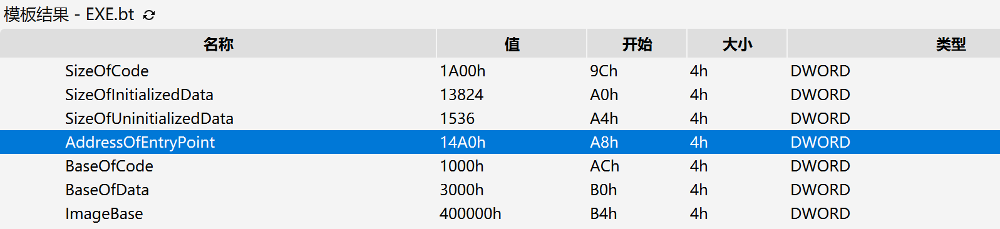 模板结果 - EXE.bt
名称 值 开始 大小 类型
SizeOfCode 1A00h 9Ch 4h DWORD
SizeOfInitializedData 13824 A0h 4h DWORD
SizeOfUninitializedData 1536 A4h 4h DWORD
AddressOfEntryPoint 14A0h A8h 4h DWORD
BaseOfCode 1000h ACh 4h DWORD
BaseOfData 3000h B0h 4h DWORD
ImageBase 400000h B4h 4h DWORD